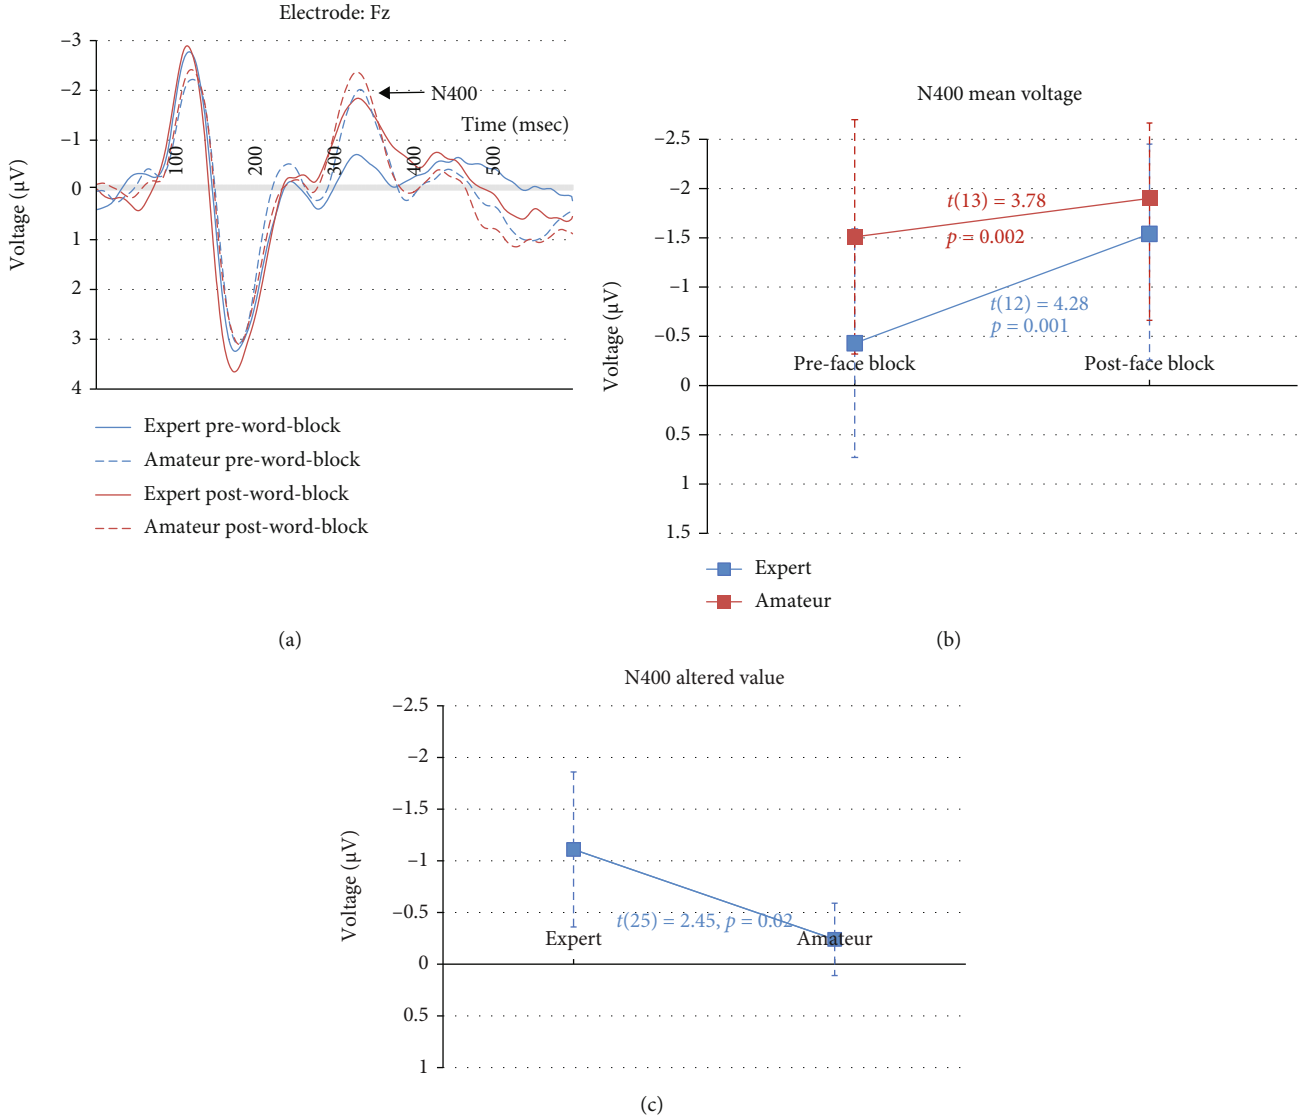 Electrode: Fz
Voltage (µV)
−3
−2
−1
0
1
2
3
4
N400
Time (msec)
100
200
300
400
500
Expert pre-word-block
Amateur pre-word-block
Expert post-word-block
Amateur post-word-block
(a)
N400 mean voltage
Voltage (µV)
−2.5
−2
−1.5
−1
−0.5
0
0.5
1
1.5
t(13) = 3.78
p = 0.002
t(12) = 4.28
p = 0.001
Pre-face block
Post-face block
Expert
Amateur
(b)
N400 altered value
Voltage (µV)
−2.5
−2
−1.5
−1
−0.5
0
0.5
1
t(25) = 2.45, p = 0.02
Expert
Amateur
(c)